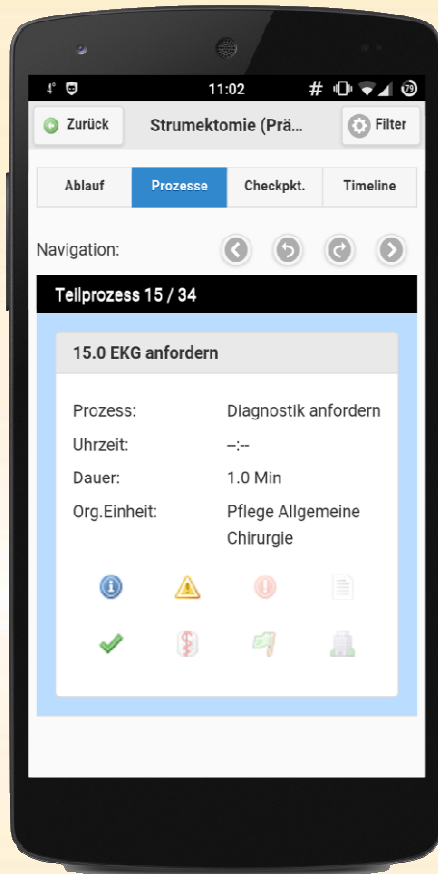 11:02
79
Zurück
Strumektomie (Prä...
Filter
Ablauf Prozesse Checkpkt. Timeline
Navigation:
Teilprozess 15 / 34
15.0 EKG anfordern
Prozess: Diagnostik anfordern
Uhrzeit: --:--
Dauer: 1.0 Min
Org.Einheit: Pflege Allgemeine
Chirurgie